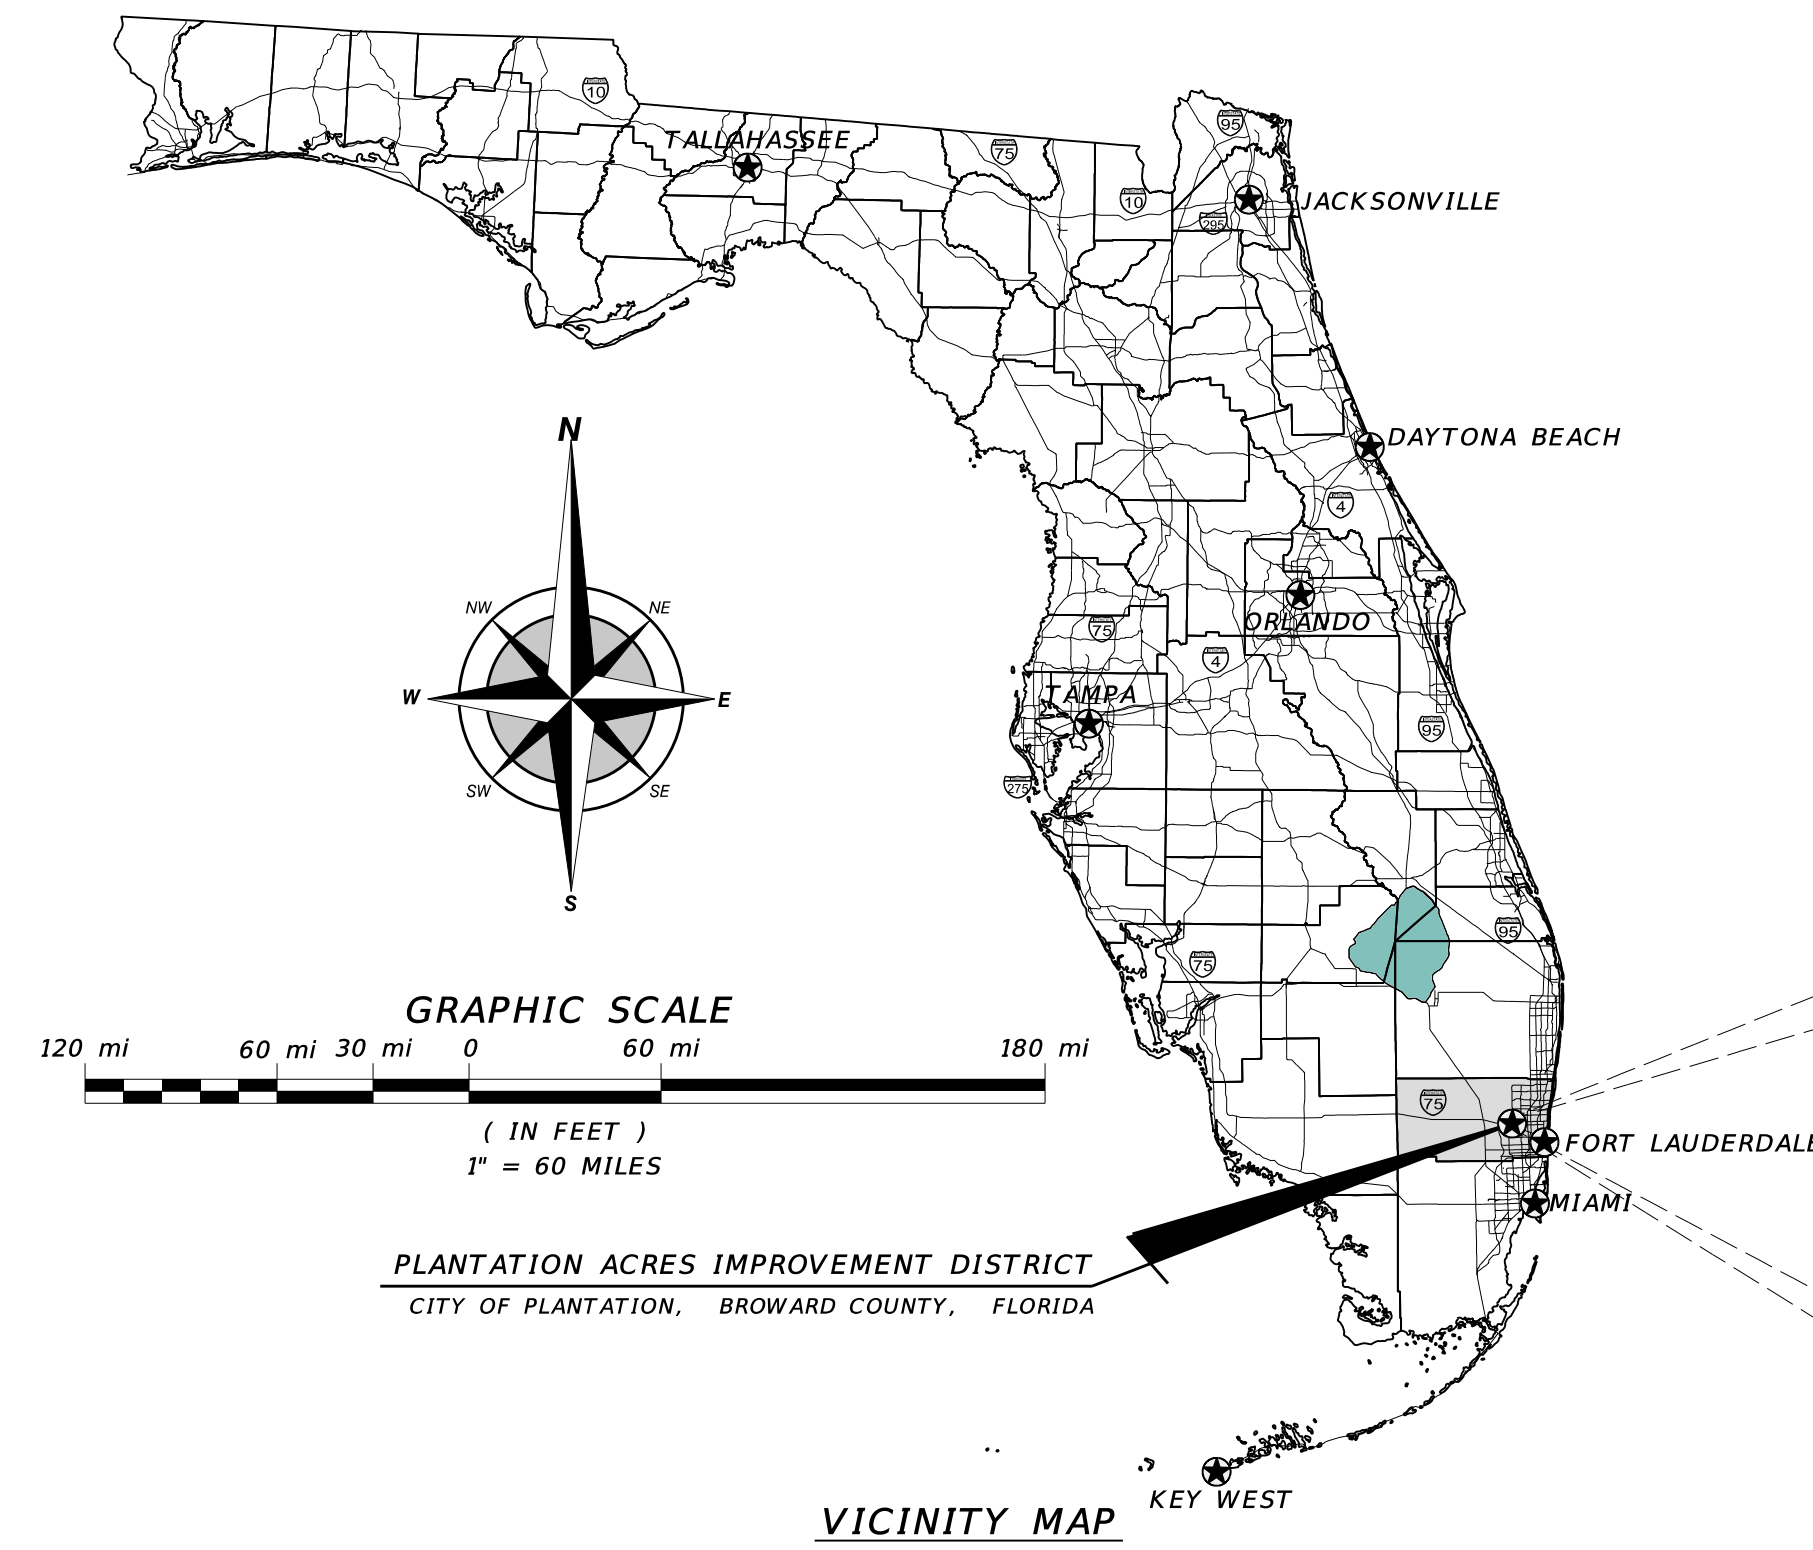 10
95
TALLAHASSEE
75
10
JACKSONVILLE
295
N
DAYTONA BEACH
4
NW
NE
75
ORLANDO
4
W
E
TAMPA
95
SW
SE
275
S
95
75
GRAPHIC SCALE
120 mi 60 mi 30 mi 0 60 mi 180 mi
75
( IN FEET )
1" = 60 MILES
FORT LAUDERDALE
MIAMI
PLANTATION ACRES IMPROVEMENT DISTRICT
CITY OF PLANTATION, BROWARD COUNTY, FLORIDA
KEY WEST
VICINITY MAP